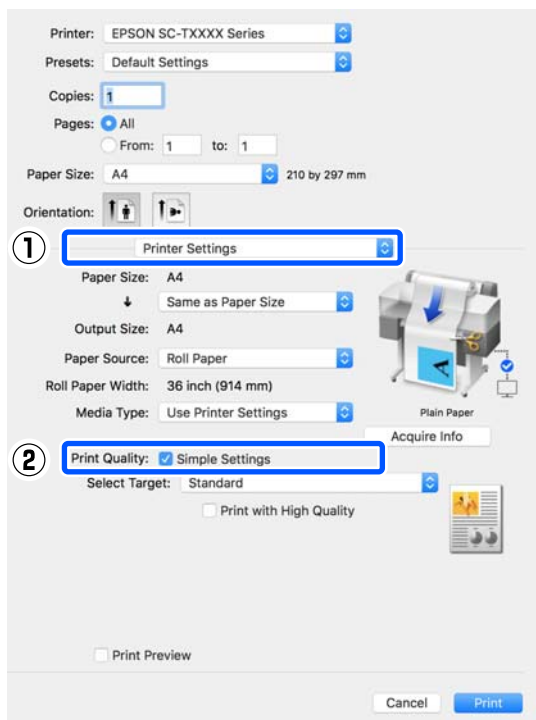 Printer: EPSON SC-TXXXX Series
Presets: Default Settings
Copies: 1
Pages: All
From: 1 to: 1
Paper Size: A4 210 by 297 mm
Orientation:
① Printer Settings
Paper Size: A4
Same as Paper Size
Output Size: A4
Paper Source: Roll Paper
Roll Paper Width: 36 inch (914 mm)
Media Type: Use Printer Settings
Plain Paper
Acquire Info
② Print Quality: Simple Settings
Select Target: Standard
Print with High Quality
Print Preview
Cancel Print